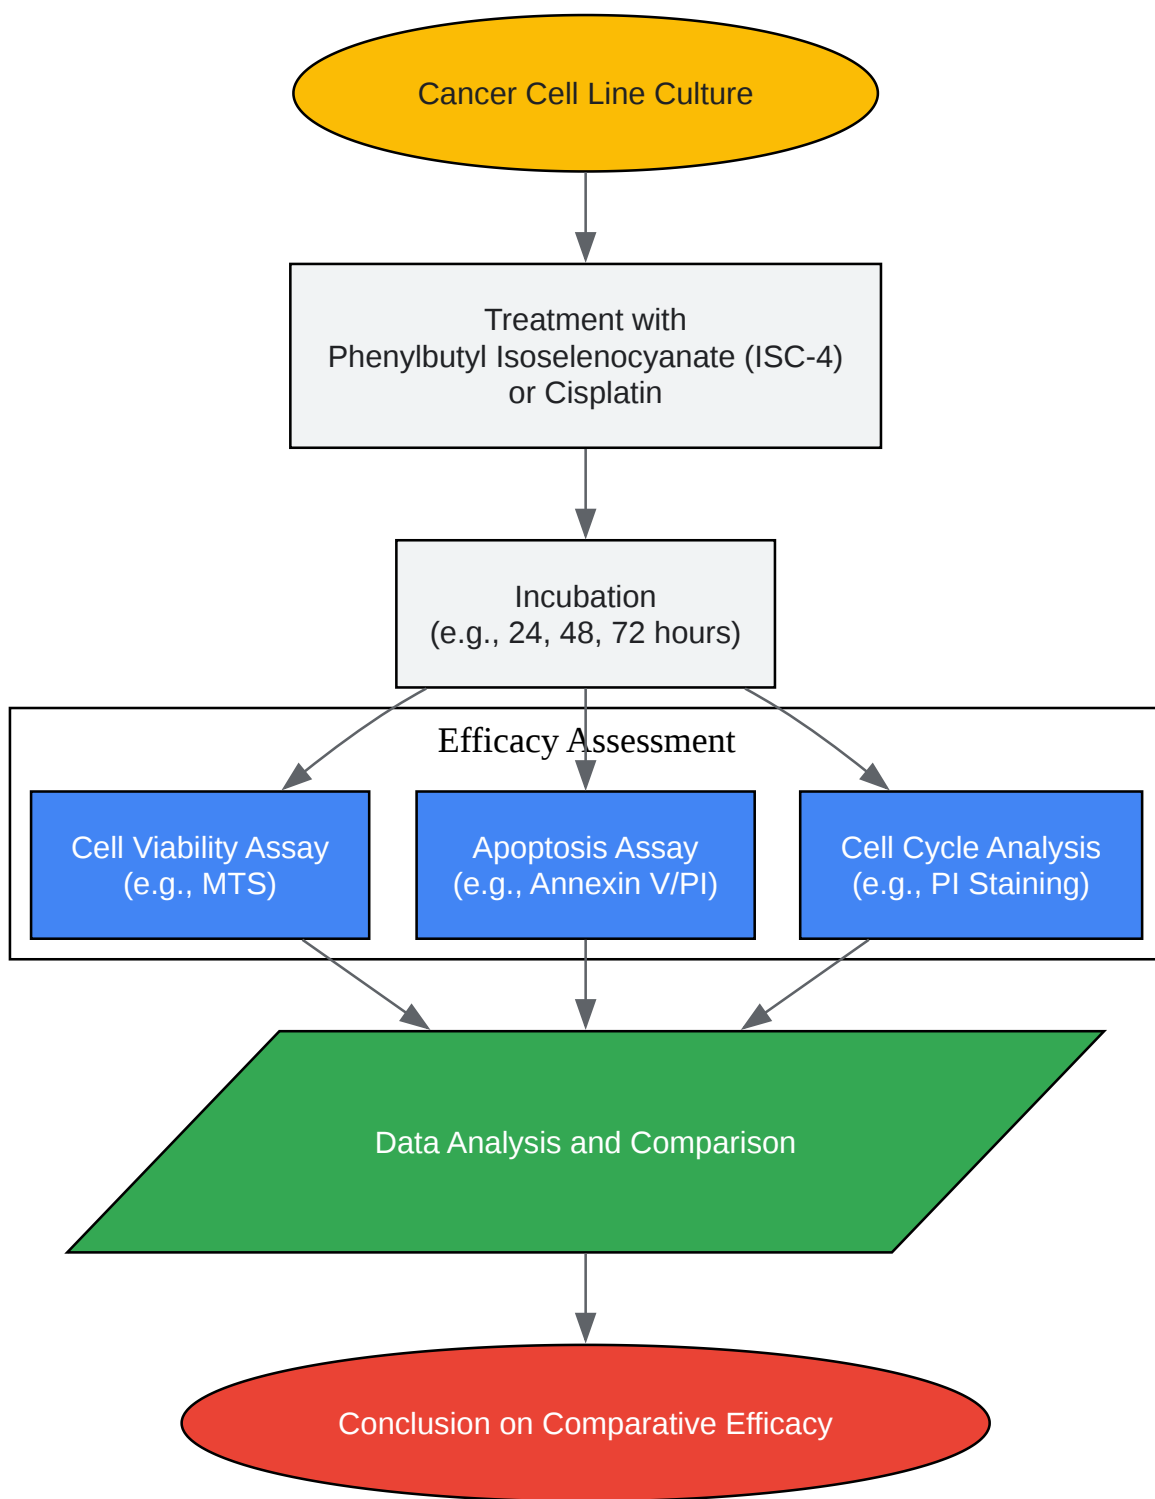 Cancer Cell Line Culture
Treatment with
Phenylbutyl Isoselenocyanate (ISC-4)
or Cisplatin
Incubation
(e.g., 24, 48, 72 hours)
Efficacy Assessment
Cell Viability Assay
(e.g., MTS)
Apoptosis Assay
(e.g., Annexin V/PI)
Cell Cycle Analysis
(e.g., PI Staining)
Data Analysis and Comparison
Conclusion on Comparative Efficacy